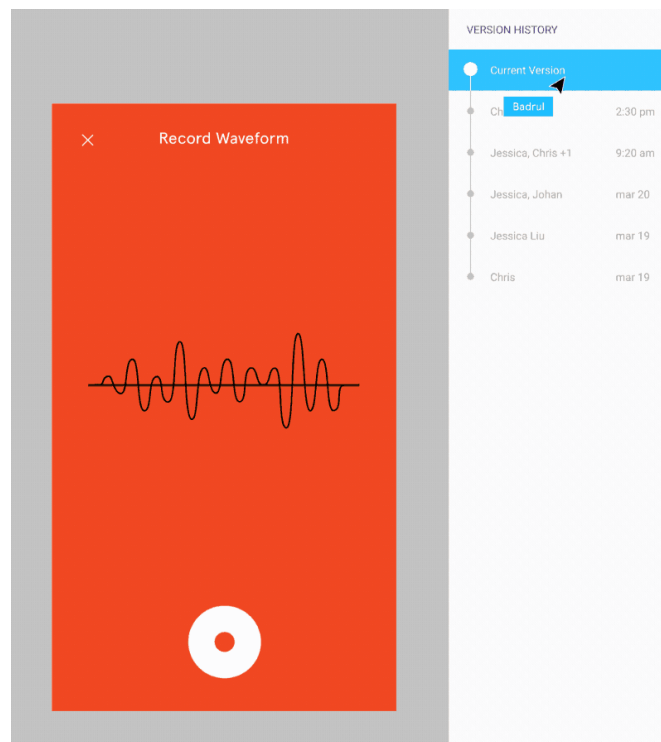 VERSION HISTORY
Current Version
Badrul
2:30 pm
Jessica, Chris +1
9:20 am
Jessica, Johan
mar 20
Jessica Liu
mar 19
Chris
mar 19
Record Waveform